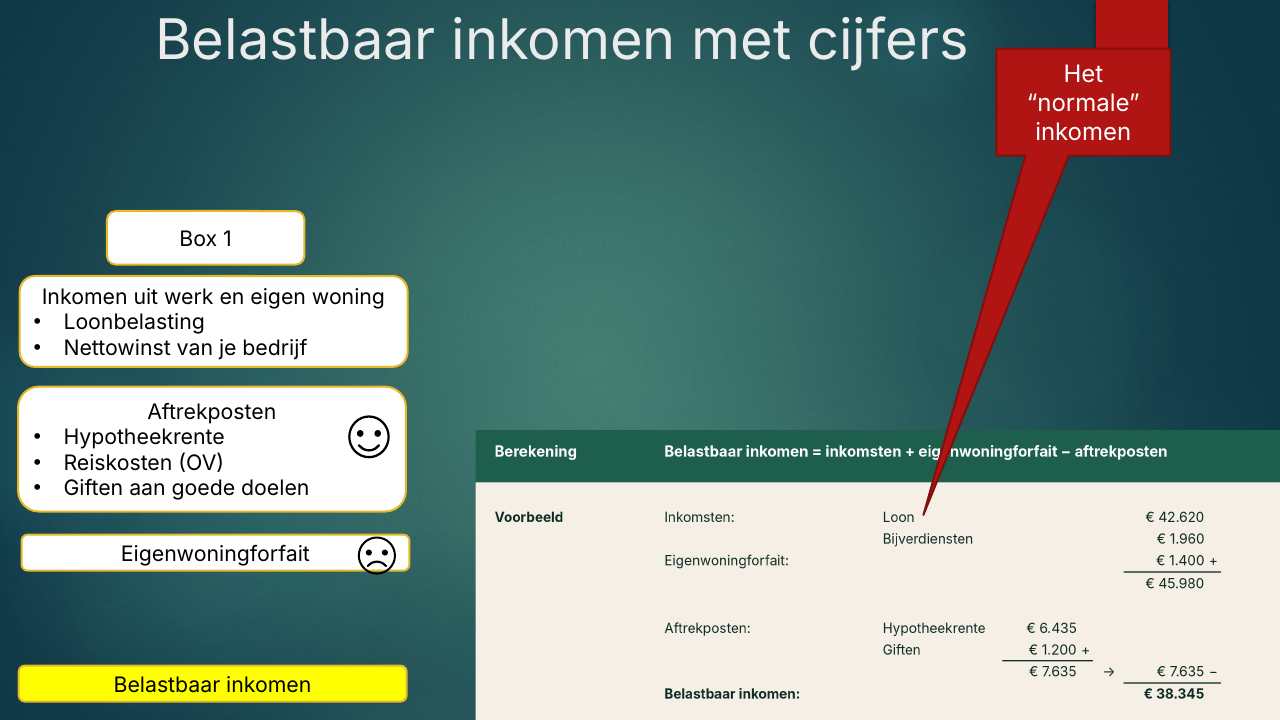 Belastbaar inkomen met cijfers
Het
“normale”
inkomen
Box 1
Inkomen uit werk en eigen woning
• Loonbelasting
• Nettowinst van je bedrijf
Aftrekposten
• Hypotheekrente
• Reiskosten (OV)
• Giften aan goede doelen
Eigenwoningforfait
Belastbaar inkomen
Berekening Belastbaar inkomen = inkomsten + eigenwoningforfait – aftrekposten
Voorbeeld Inkomsten: Loon € 42.620
Bijverdiensten € 1.960
Eigenwoningforfait: € 1.400 +
€ 45.980
Aftrekposten: Hypotheekrente € 6.435
Giften € 1.200 +
€ 7.635 → € 7.635 –
Belastbaar inkomen: € 38.345